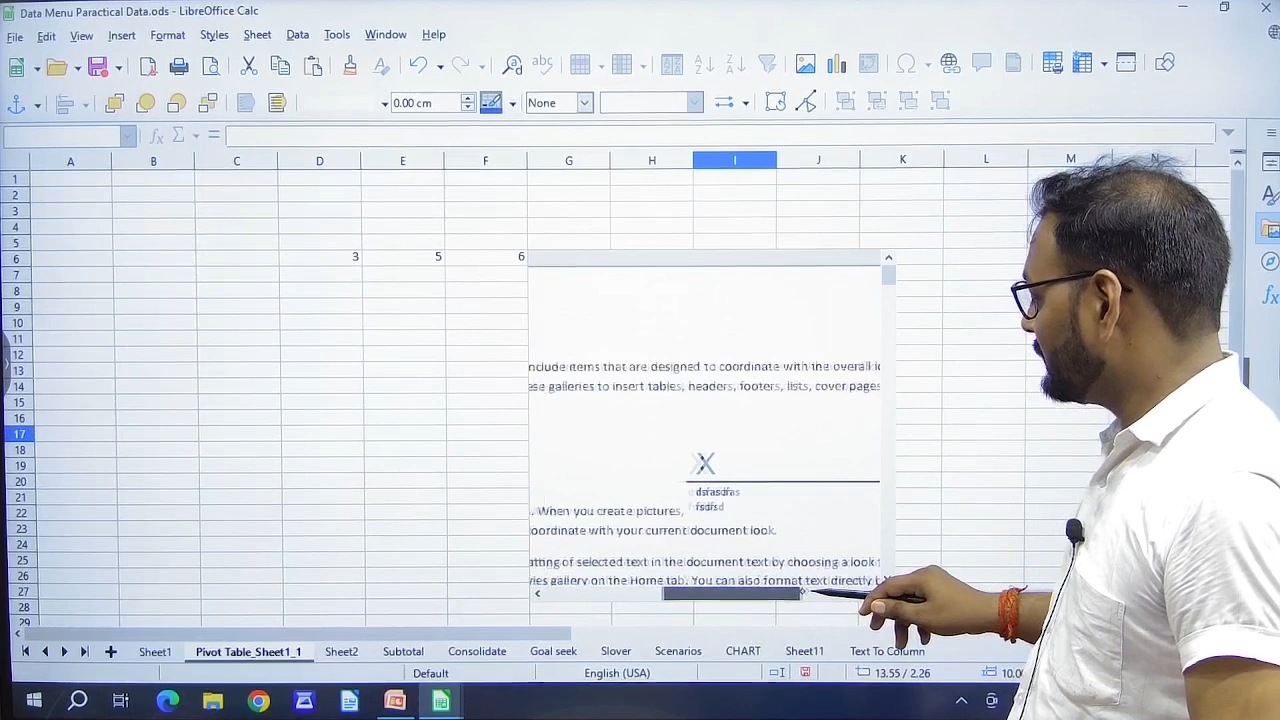 Data Menu Paractical Data.ods - LibreOffice Calc
File Edit View Insert Format Styles Sheet Data Tools Window Help
0.00 cm None
A B C D E F G H I J K L M N
1
2
3
4
5
6 3 5 6
7
8
9
10
11
12
13
14
15
16
17
18
19
20
21
22
23
24
25
26
27
28
29
include items that are designed to coordinate with the overall
galleries to insert tables, headers, footers, lists, cover pages
X
. When you create pictures,
coordinate with your current document look.
of selected text in the document text by choosing a look
gallery on the Home tab. You can also format text directly
Sheet1 Pivot Table_Sheet1_1 Sheet2 Subtotal Consolidate Goal seek Slover Scenarios CHART Sheet11 Text To Column
Default English (USA) 13.55 / 2.26